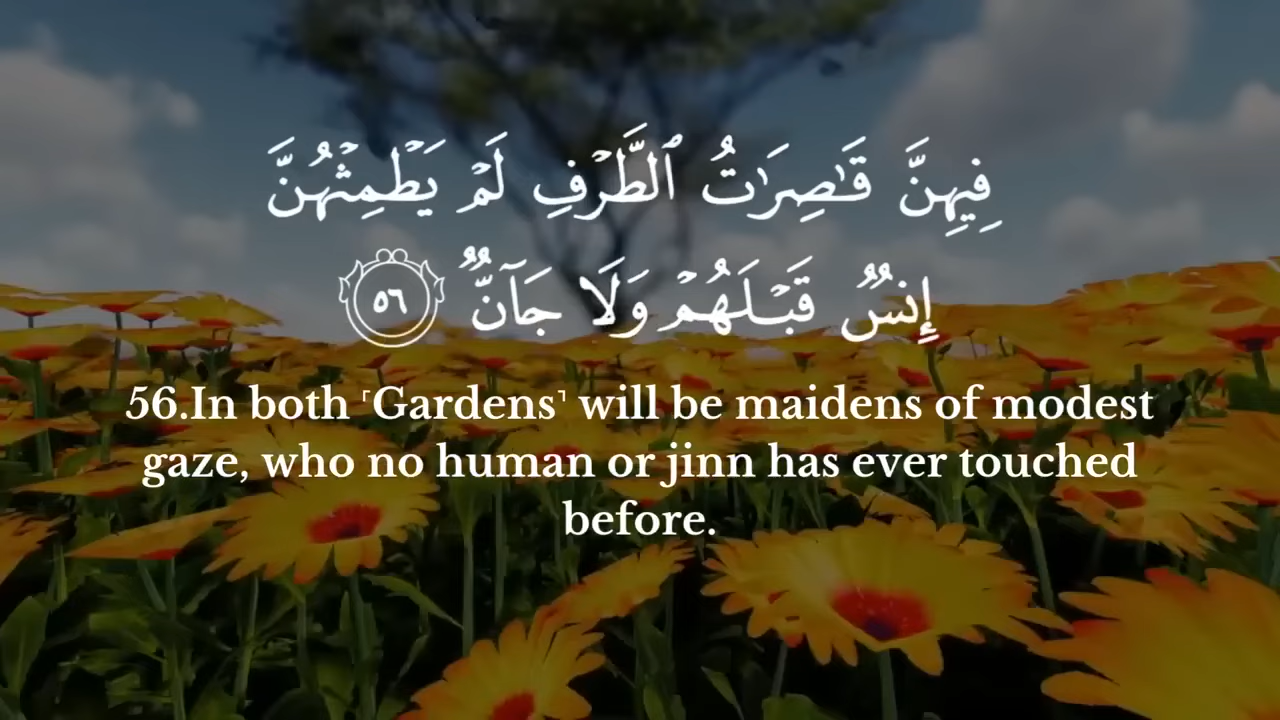 فِيهِنَّ قَٰصِرَٰتُ ٱلطَّرْفِ لَمْ يَطْمِثْهُنَّ
إِنسٌ قَبْلَهُمْ وَلَا جَآنٌّ ٥٦
56.In both ˹Gardens˺ will be maidens of modest
gaze, who no human or jinn has ever touched
before.